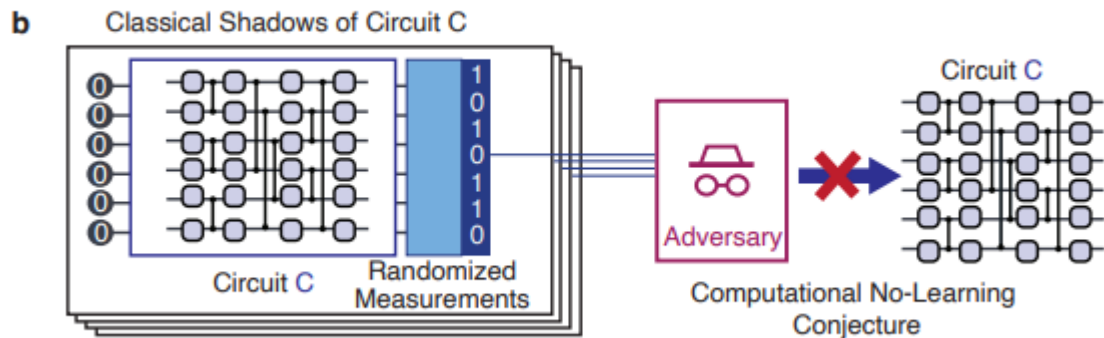 b
Classical Shadows of Circuit C
0
0
0
0
0
0
1
0
1
0
1
1
0
Circuit C
Randomized
Measurements
Adversary
Circuit C
Computational No-Learning
Conjecture